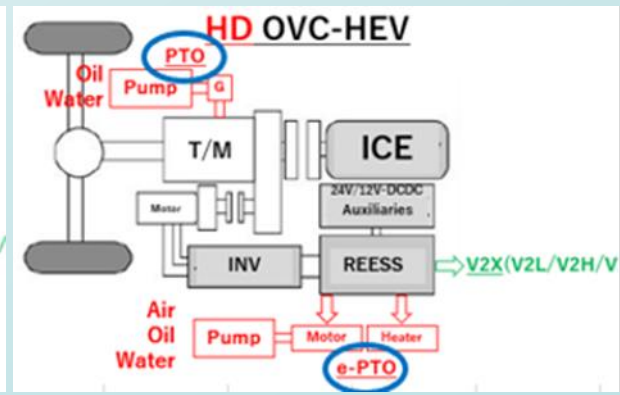 HD OVC-HEV
PTO
Oil
Water
Pump
G
T/M
ICE
24V/12V-DCDC
Auxiliaries
Motor
INV
REESS
V2X(V2L/V2H/V
Air
Oil
Water
Pump
Motor
Heater
e-PTO